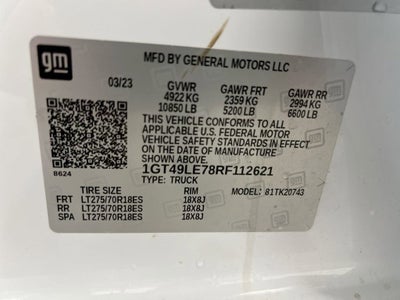 gm
MFD BY GENERAL MOTORS LLC
03/23 GVWR GAWR FRT GAWR RR
4922 KG 2359 KG 2994 KG
10850 LB 5200 LB 6600 LB
THIS VEHICLE CONFORMS TO ALL
APPLICABLE U.S. FEDERAL MOTOR
VEHICLE SAFETY STANDARDS IN EFFECT
ON THE DATE OF MANUFACTURE
SHOWN ABOVE.
1GT49LE78RF112621
8624 TYPE: TRUCK
TIRE SIZE RIM MODEL: 81TK20743
FRT LT275/70R18ES 18X8J
RR LT275/70R18ES 18X8J
SPA LT275/70R18ES 18X8J